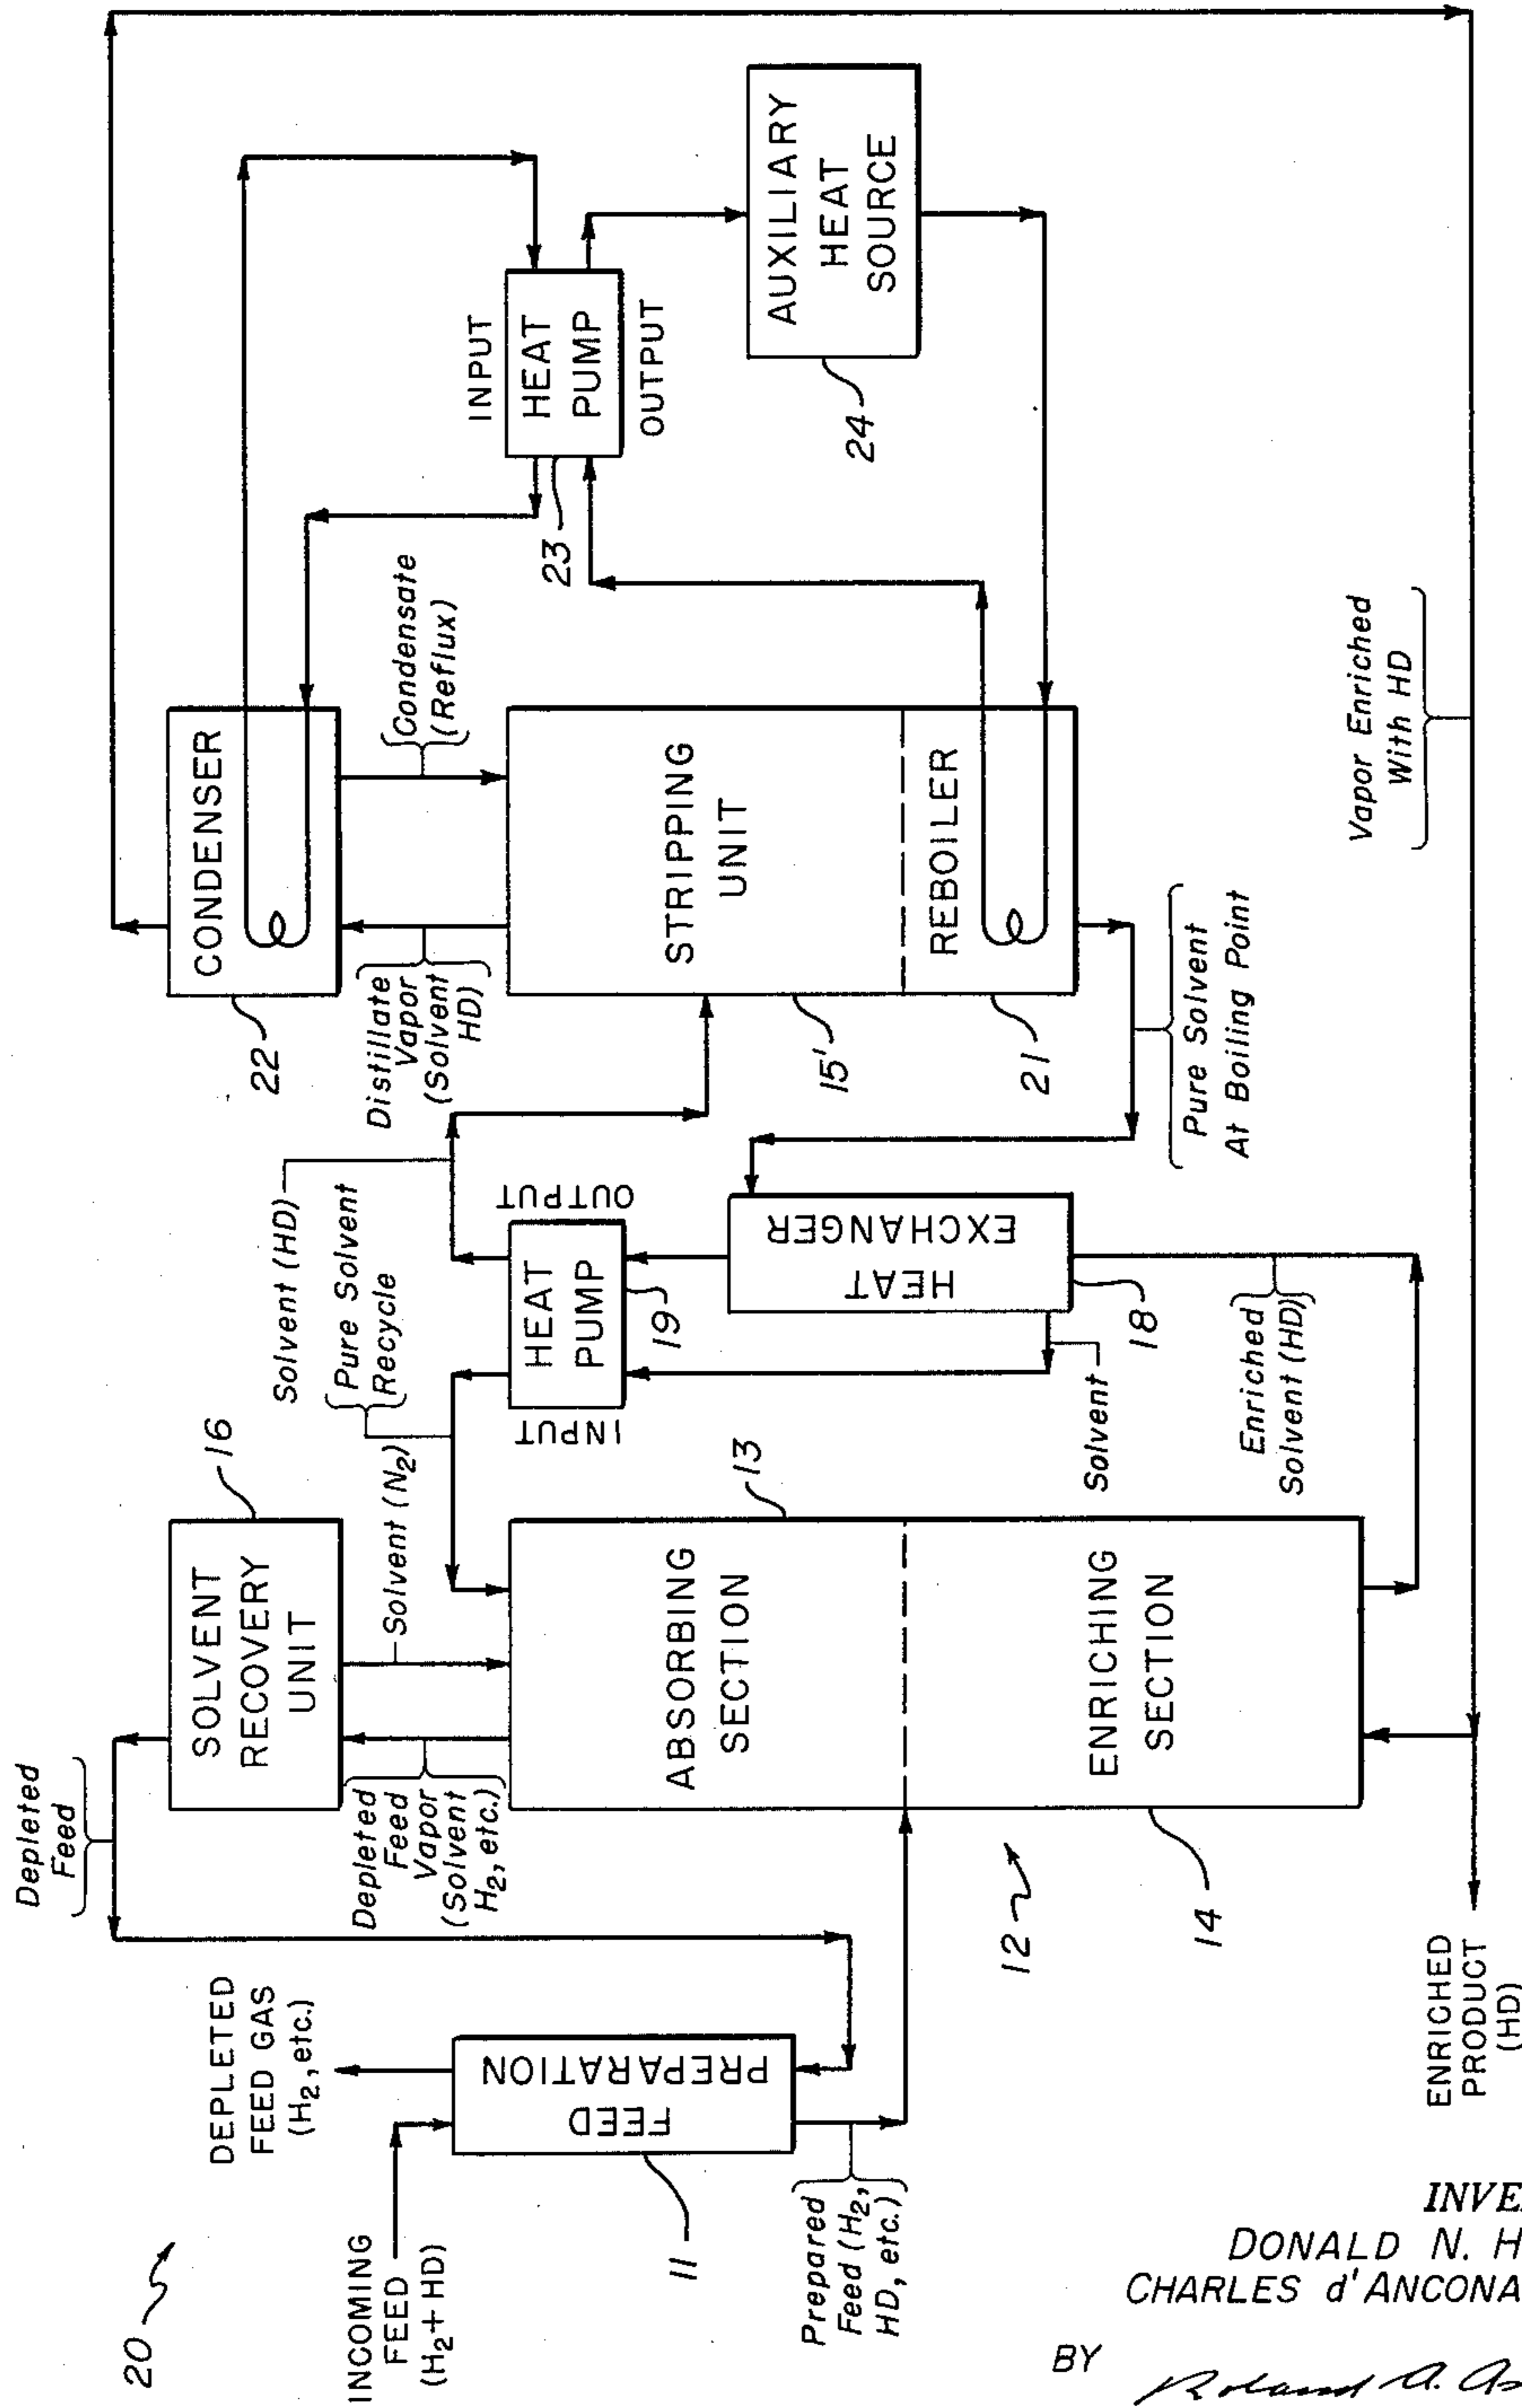 20
INCOMING
FEED
(H2+ HD)
DEPLETED
FEED GAS
(H2, etc.)
FEED
PREPARATION
11
Prepared
Feed (H2,
HD, etc.)
Depleted
Feed
SOLVENT
RECOVERY
UNIT
16
Depleted
Feed
Vapor
(Solvent
H2, etc.)
Solvent (N2)
ABSORBING
SECTION
13
ENRICHING
SECTION
12
14
ENRICHED
PRODUCT
(HD)
Solvent (HD)
Pure Solvent
Recycle
INPUT
HEAT
PUMP
OUTPUT
19
HEAT
EXCHANGER
18
Solvent
Enriched
Solvent (HD)
CONDENSER
22
Distillate
Vapor
(Solvent
HD)
Condensate
(Reflux)
STRIPPING
UNIT
15'
REBOILER
21
Pure Solvent
At Boiling Point
INPUT
HEAT
PUMP
OUTPUT
23
AUXILIARY
HEAT
SOURCE
24
Vapor Enriched
With HD
DONALD N. H
CHARLES d'ANCONA
BY
Roland A.